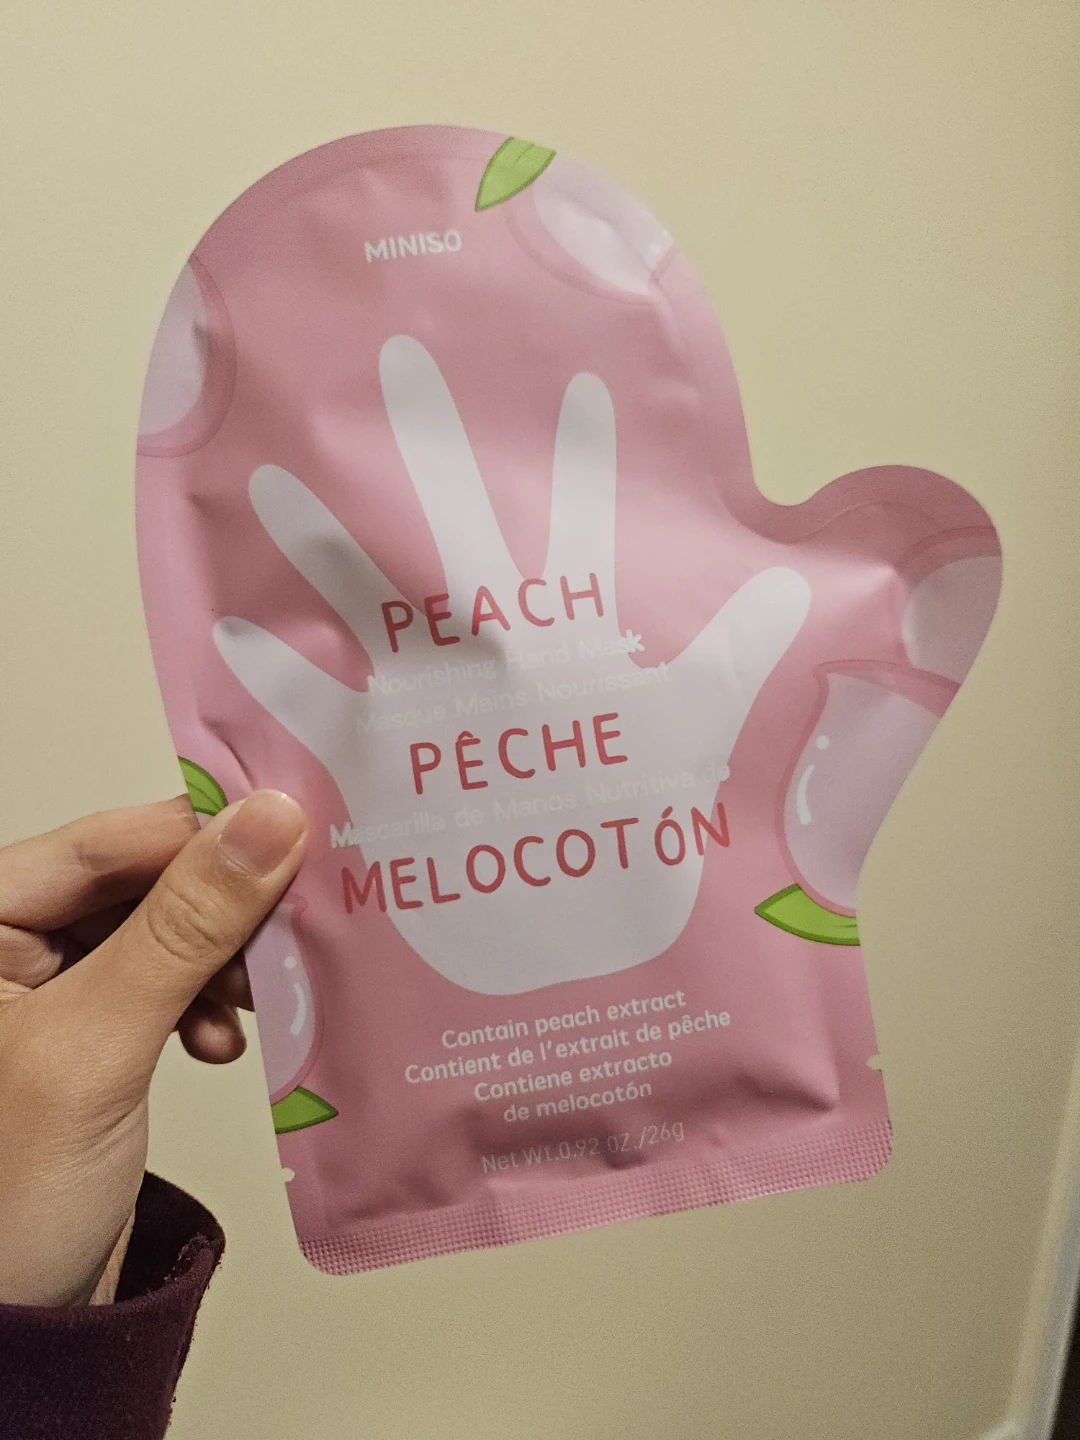 MINISO
PEACH
Nourishing Hand Mask
Masque Mains Nourissant
PÊCHE
Mascarilla de Manos Nutritiva de
MELOCOTÓN
Contain peach extract
Contient de l'extrait de pêche
Contiene extracto
de melocotón
Net Wt.0.92 OZ./26g